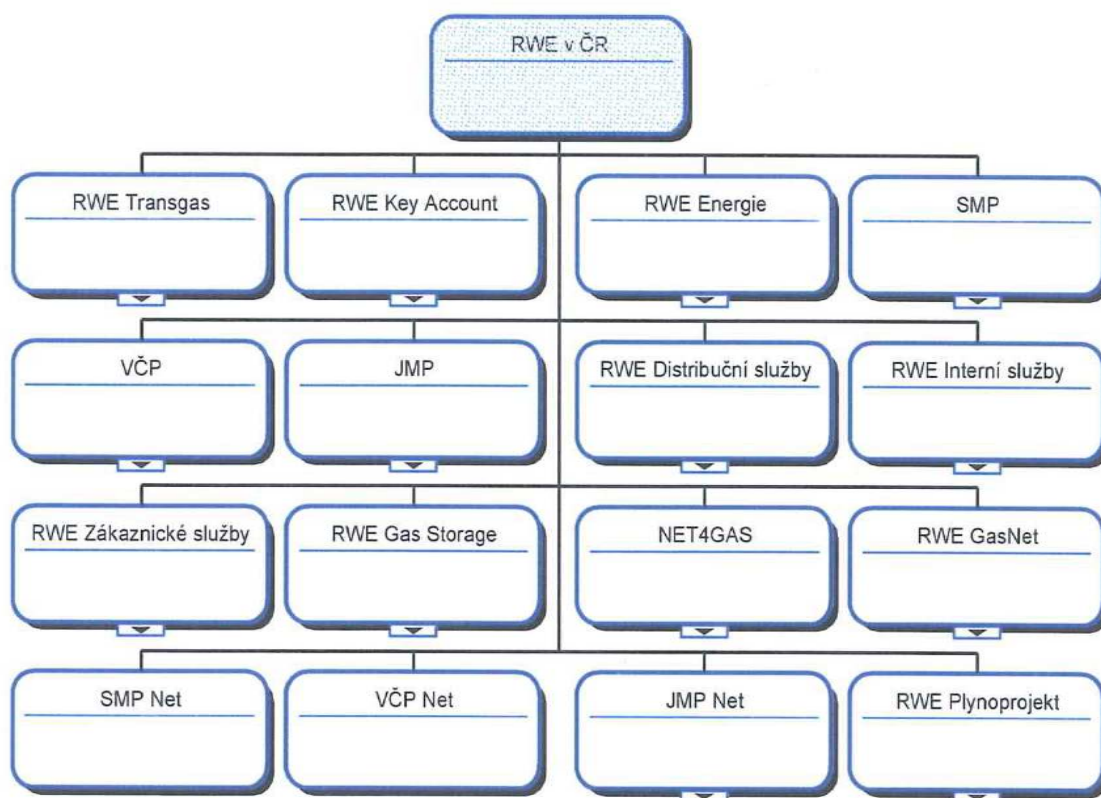 RWE v ČR
RWE Transgas
RWE Key Account
RWE Energie
SMP
VČP
JMP
RWE Distribuční služby
RWE Interní služby
RWE Zákaznické služby
RWE Gas Storage
NET4GAS
RWE GasNet
SMP Net
VČP Net
JMP Net
RWE Plynoprojekt